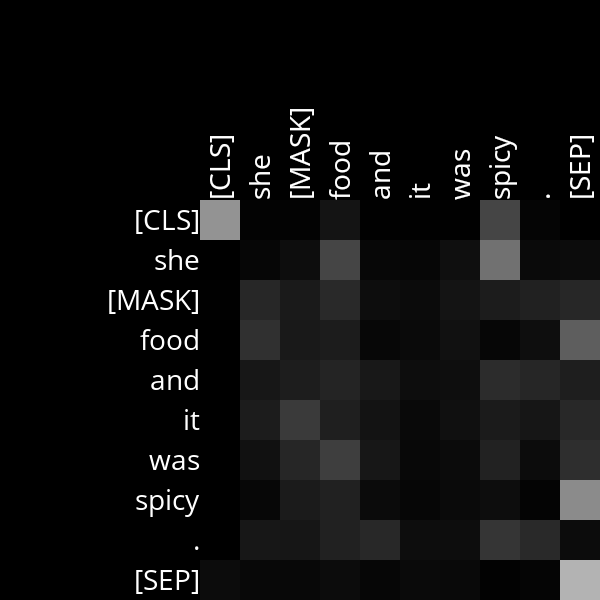 [CLS] she [MASK] food and it was spicy . [SEP]
[CLS]
she
[MASK]
food
and
it
was
spicy
.
[SEP]